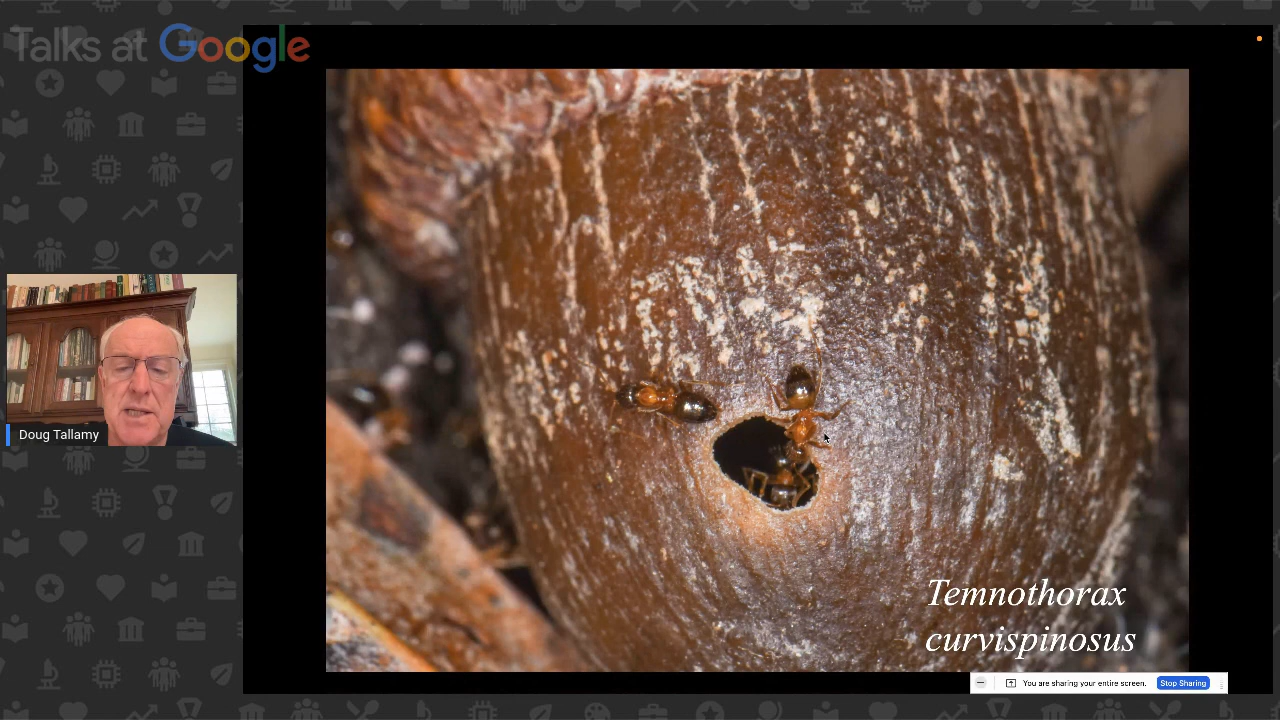 Talks at Google
Doug Tallamy
Temnothorax
curvispinosus
You are sharing your entire screen.
Stop Sharing